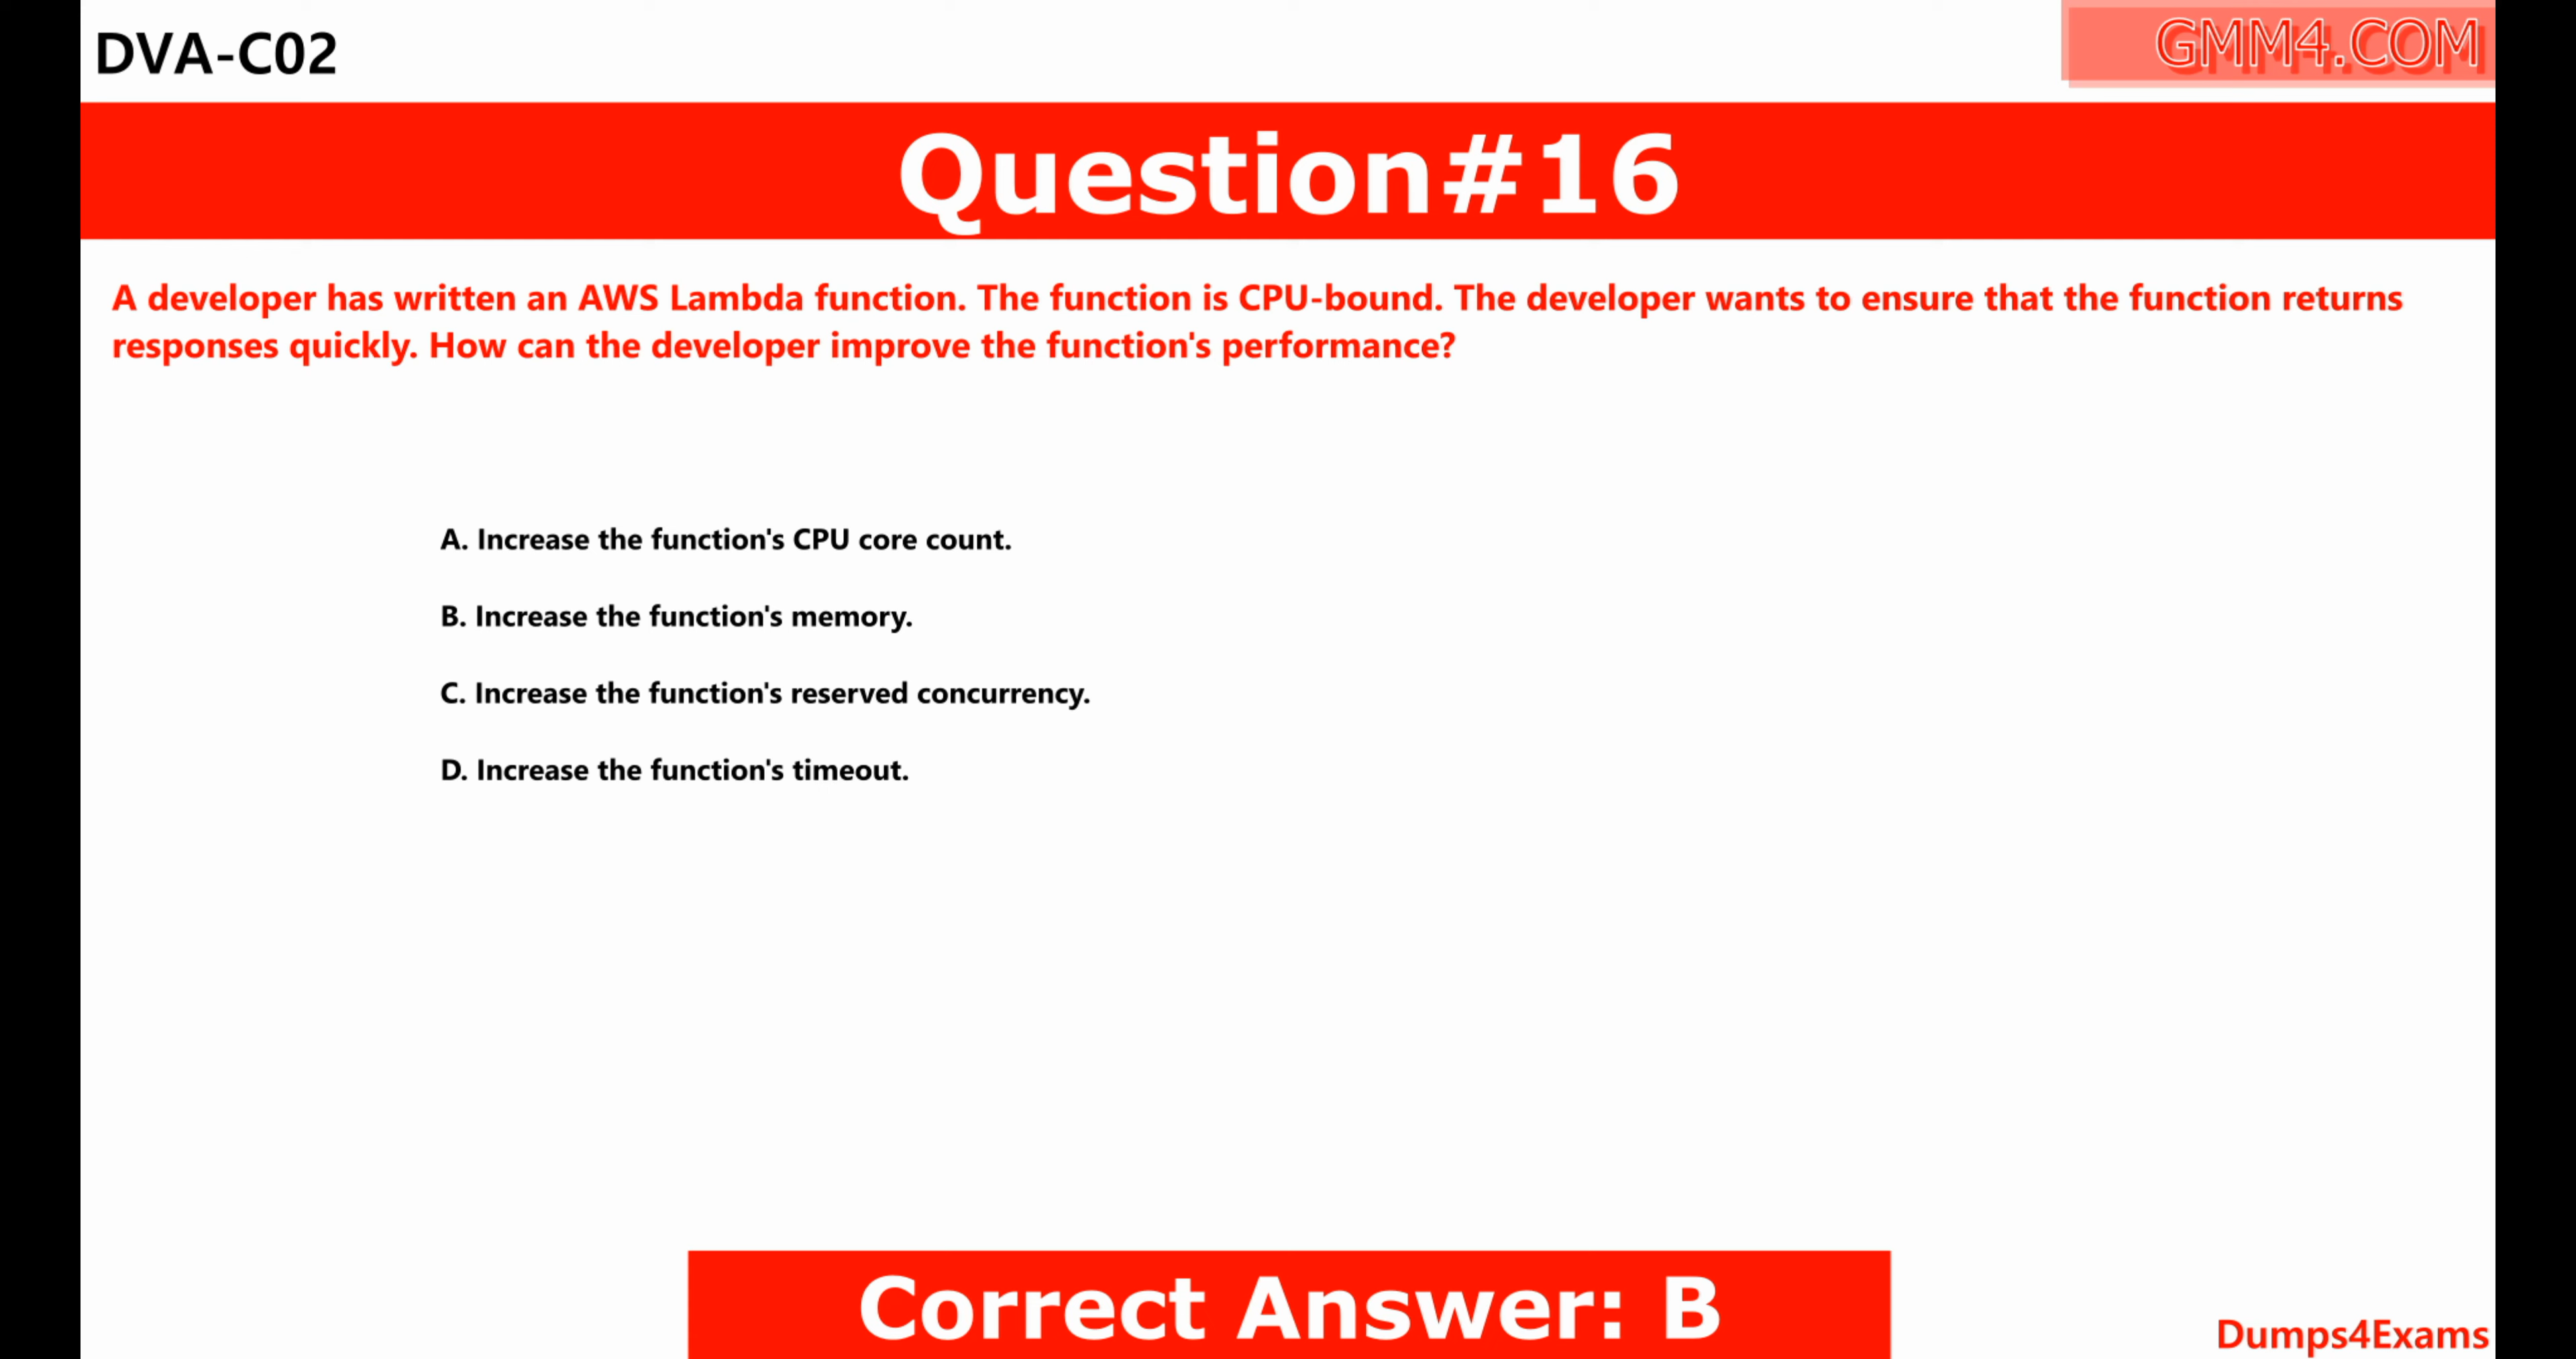 DVA-C02
GMM4.COM
Question#16
A developer has written an AWS Lambda function. The function is CPU-bound. The developer wants to ensure that the function returns
responses quickly. How can the developer improve the function's performance?
A. Increase the function's CPU core count.
B. Increase the function's memory.
C. Increase the function's reserved concurrency.
D. Increase the function's timeout.
Correct Answer: B
Dumps4Exams